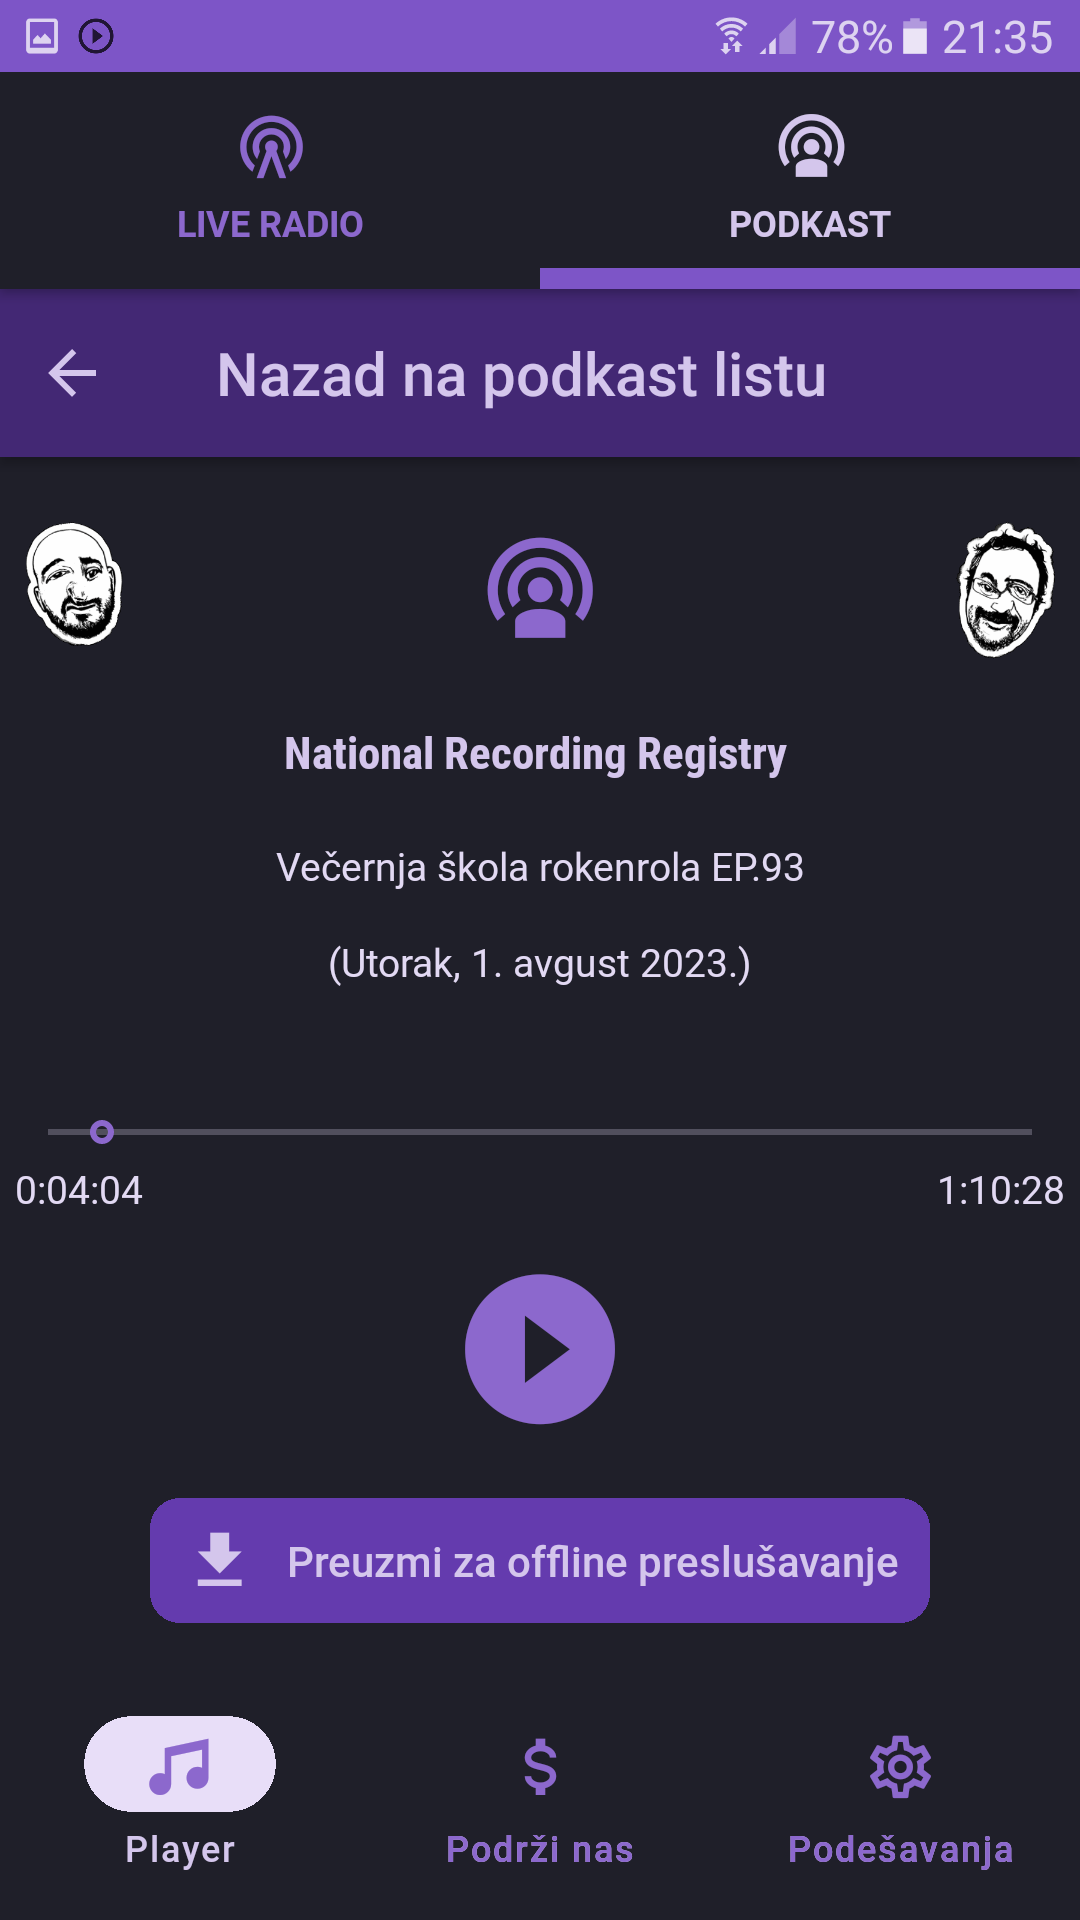 78% 21:35
LIVE RADIO PODKAST
Nazad na podkast listu
National Recording Registry
Večernja škola rokenrola EP.93
(Utorak, 1. avgust 2023.)
0:04:04 1:10:28
Preuzmi za offline preslušavanje
Player Podrži nas Podešavanja